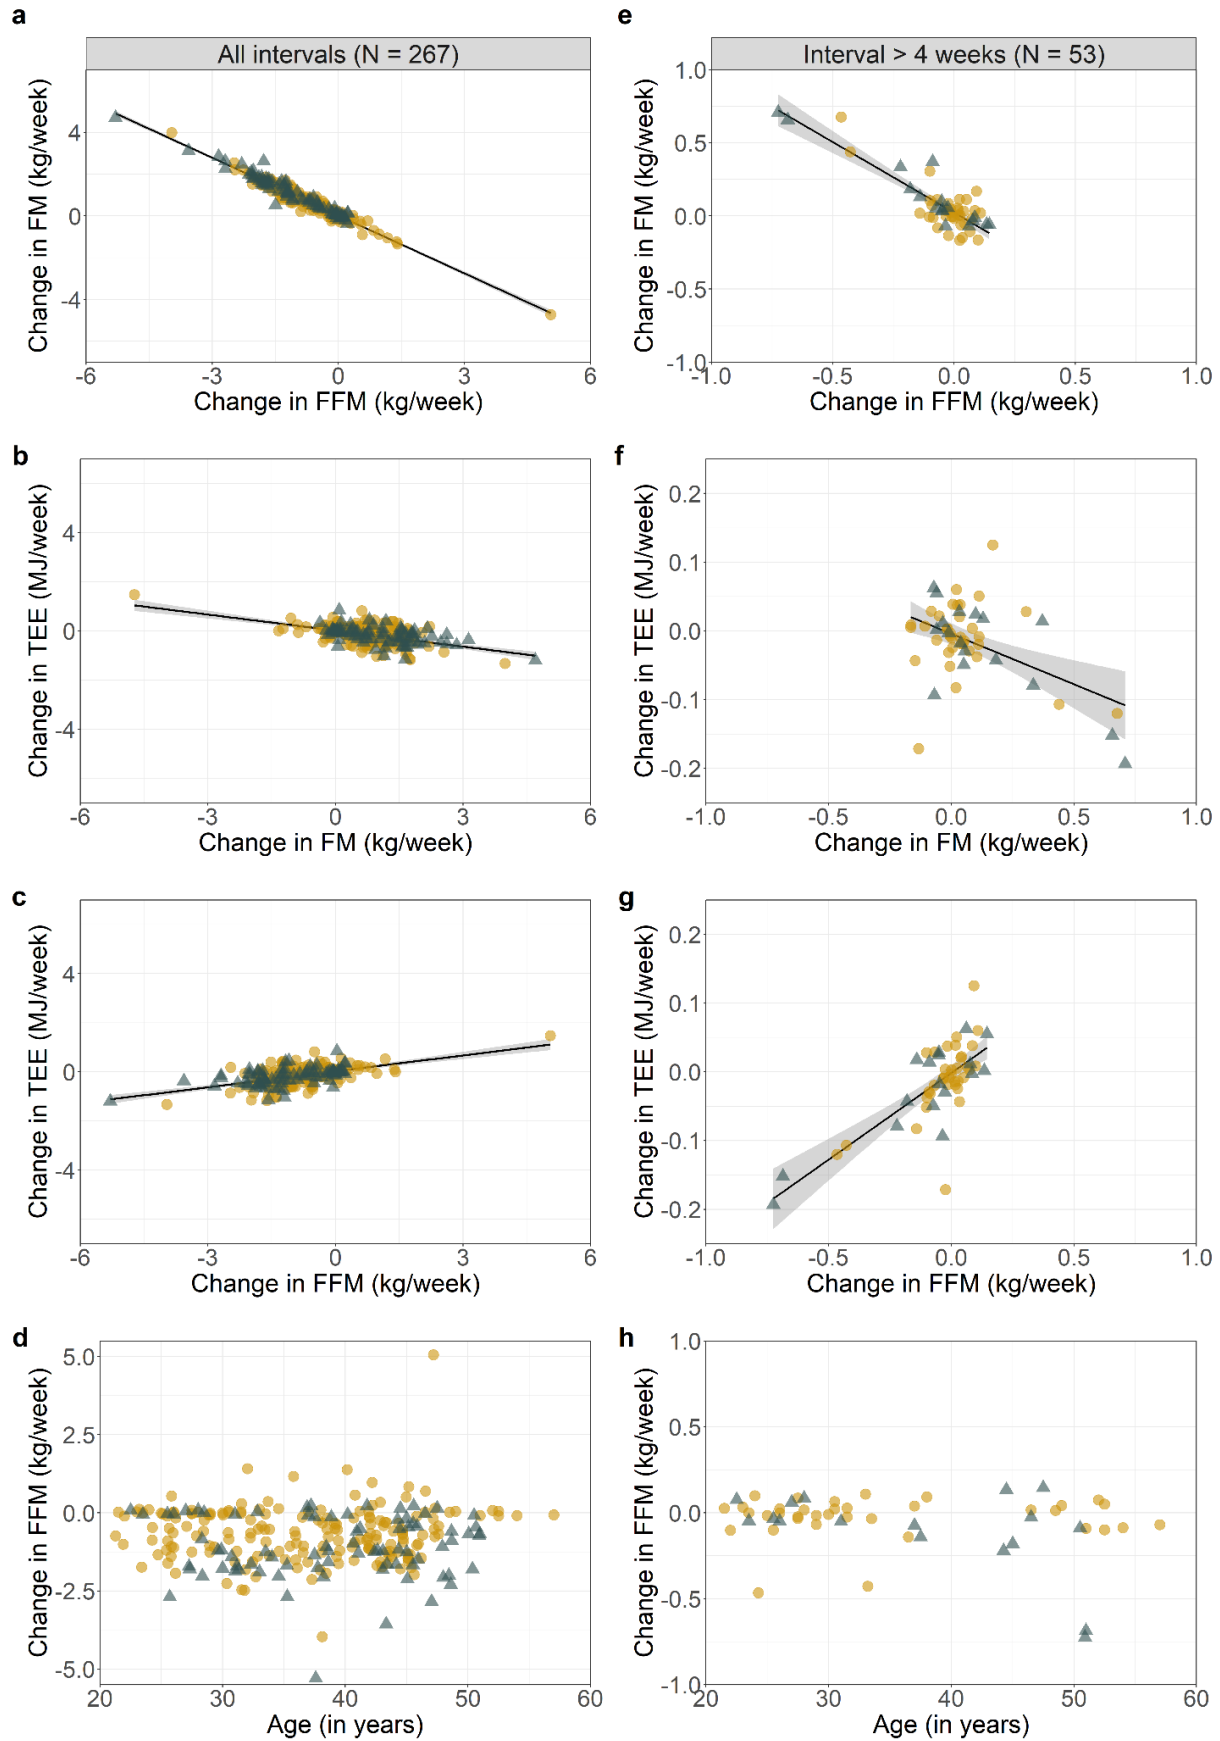 a
All intervals (N = 267)
Change in FM (kg/week)
4
0
-4
-6
-3
0
3
6
Change in FFM (kg/week)
e
Interval > 4 weeks (N = 53)
Change in FM (kg/week)
1.0
0.5
0.0
-0.5
-1.0
-1.0
-0.5
0.0
0.5
1.0
Change in FFM (kg/week)
b
Change in TEE (MJ/week)
4
0
-4
-6
-3
0
3
6
Change in FM (kg/week)
f
Change in TEE (MJ/week)
0.2
0.1
0.0
-0.1
-0.2
-1.0
-0.5
0.0
0.5
1.0
Change in FM (kg/week)
c
Change in TEE (MJ/week)
4
0
-4
-6
-3
0
3
6
Change in FFM (kg/week)
g
Change in TEE (MJ/week)
0.2
0.1
0.0
-0.1
-0.2
-1.0
-0.5
0.0
0.5
1.0
Change in FFM (kg/week)
d
Change in FFM (kg/week)
5.0
2.5
0.0
-2.5
-5.0
20
30
40
50
60
Age (in years)
h
Change in FFM (kg/week)
1.0
0.5
0.0
-0.5
-1.0
20
30
40
50
60
Age (in years)